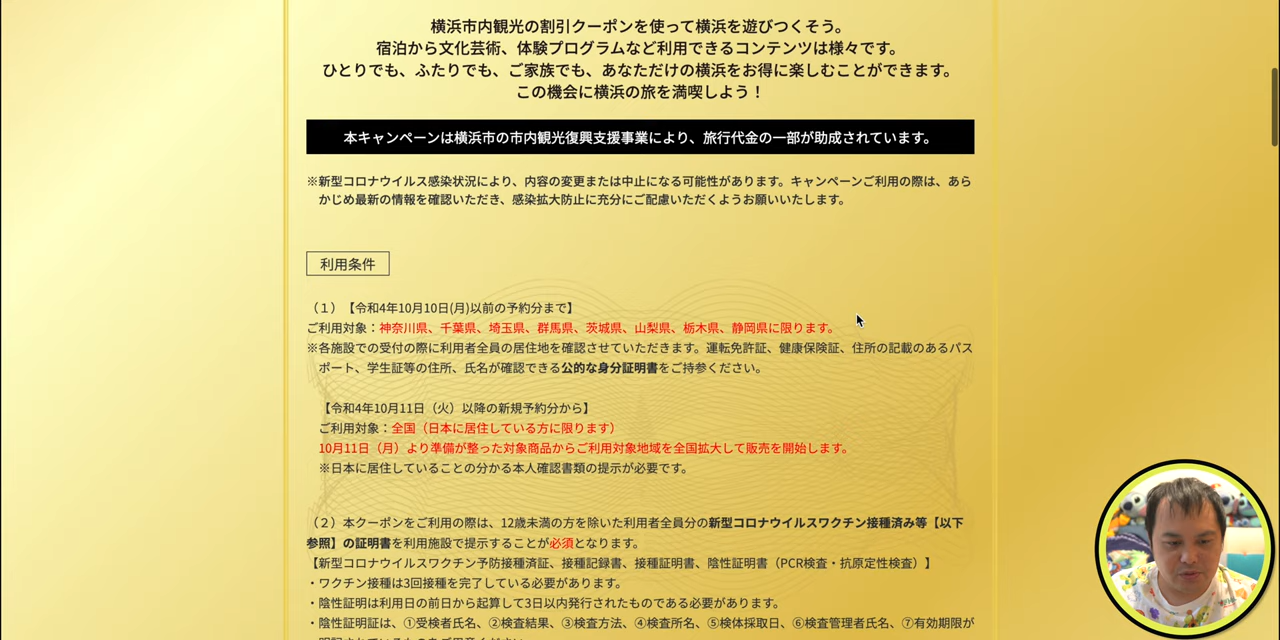 横浜市内観光の割引クーポンを使って横浜を遊びつくそう。
宿泊から文化芸術、体験プログラムなど利用できるコンテンツは様々です。
ひとりでも、ふたりでも、ご家族でも、あなただけの横浜をお得に楽しむことができます。
この機会に横浜の旅を満喫しよう！
本キャンペーンは横浜市の市内観光復興支援事業により、旅行代金の一部が助成されています。
※新型コロナウイルス感染状況により、内容の変更または中止になる可能性があります。キャンペーンご利用の際は、あら
かじめ最新の情報を確認いただき、感染拡大防止に充分にご配慮いただくようお願いいたします。
利用条件
（１）【令和4年10月10日(月)以前の予約分まで】
ご利用対象：神奈川県、千葉県、埼玉県、群馬県、茨城県、山梨県、栃木県、静岡県に限ります。
※各施設での受付の際に利用者全員の居住地を確認させていただきます。運転免許証、健康保険証、住所の記載のあるパス
ポート、学生証等の住所、氏名が確認できる公的な身分証明書をご持参ください。
【令和4年10月11日（火）以降の新規予約分から】
ご利用対象：全国（日本に居住している方に限ります）
10月11日（月）より準備が整った対象商品からご利用対象地域を全国拡大して販売を開始します。
※日本に居住していることの分かる本人確認書類の提示が必要です。
（２）本クーポンをご利用の際は、12歳未満の方を除いた利用者全員分の新型コロナウイルスワクチン接種済み等【以下
参照】の証明書を利用施設で提示することが必須となります。
【新型コロナウイルスワクチン予防接種済証、接種記録書、接種証明書、陰性証明書（PCR検査・抗原定性検査）】
・ワクチン接種は3回接種を完了している必要があります。
・陰性証明は利用日の前日から起算して3日以内発行されたものである必要があります。
・陰性証明証は、①受検者氏名、②検査結果、③検査方法、④検査所名、⑤検体採取日、⑥検査管理者氏名、⑦有効期限が